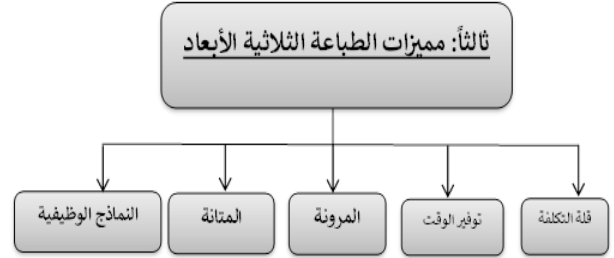 ثالثاً: مميزات الطباعة الثلاثية الأبعاد
قلة التكلفة
توفير الوقت
المرونة
المتانة
النماذج الوظيفية